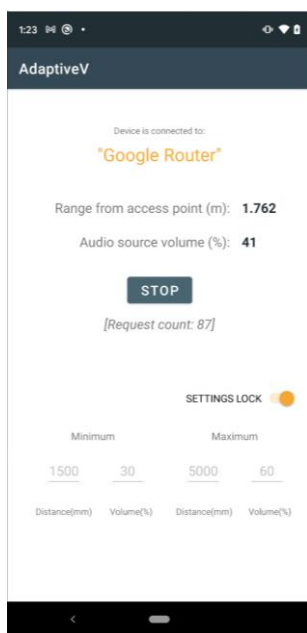 1:23
AdaptiveV
Device is connected to:
"Google Router"
Range from access point (m): 1.762
Audio source volume (%): 41
STOP
[Request count: 87]
SETTINGS LOCK
Minimum Maximum
1500 30 5000 60
Distance(mm) Volume(%) Distance(mm) Volume(%)